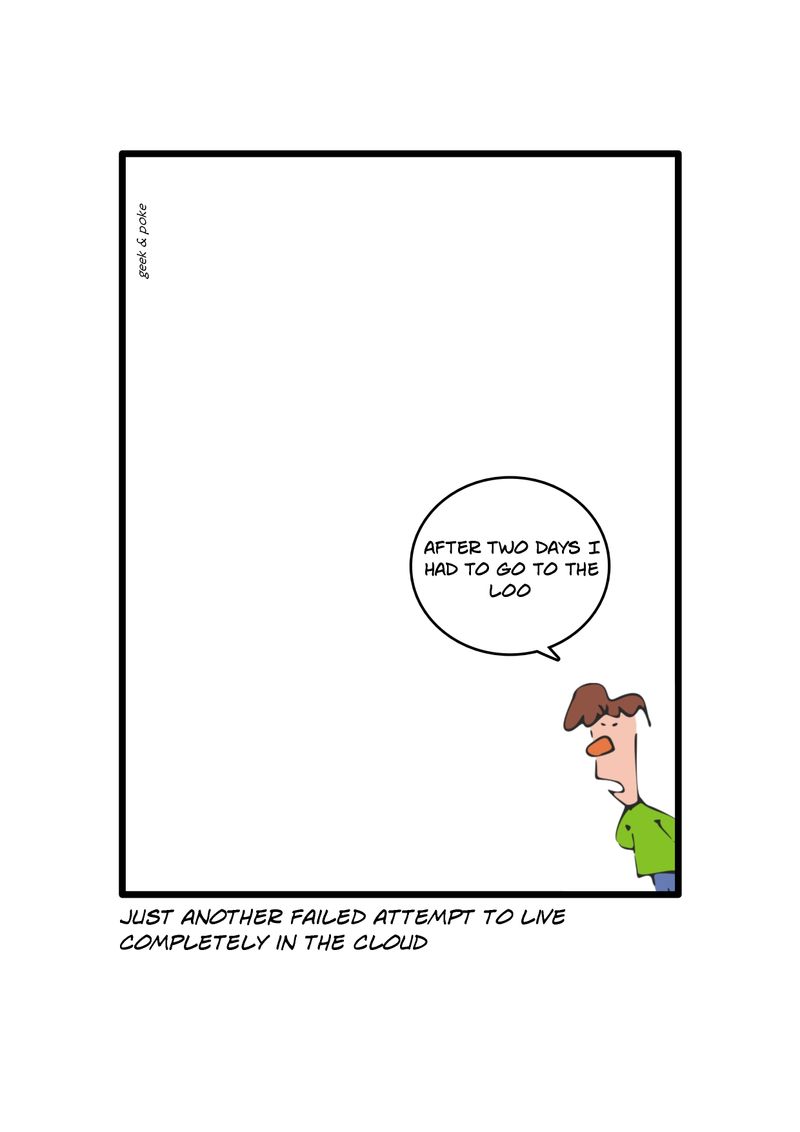 geek & poke
AFTER TWO DAYS I
HAD TO GO TO THE
LOO
JUST ANOTHER FAILED ATTEMPT TO LIVE
COMPLETELY IN THE CLOUD